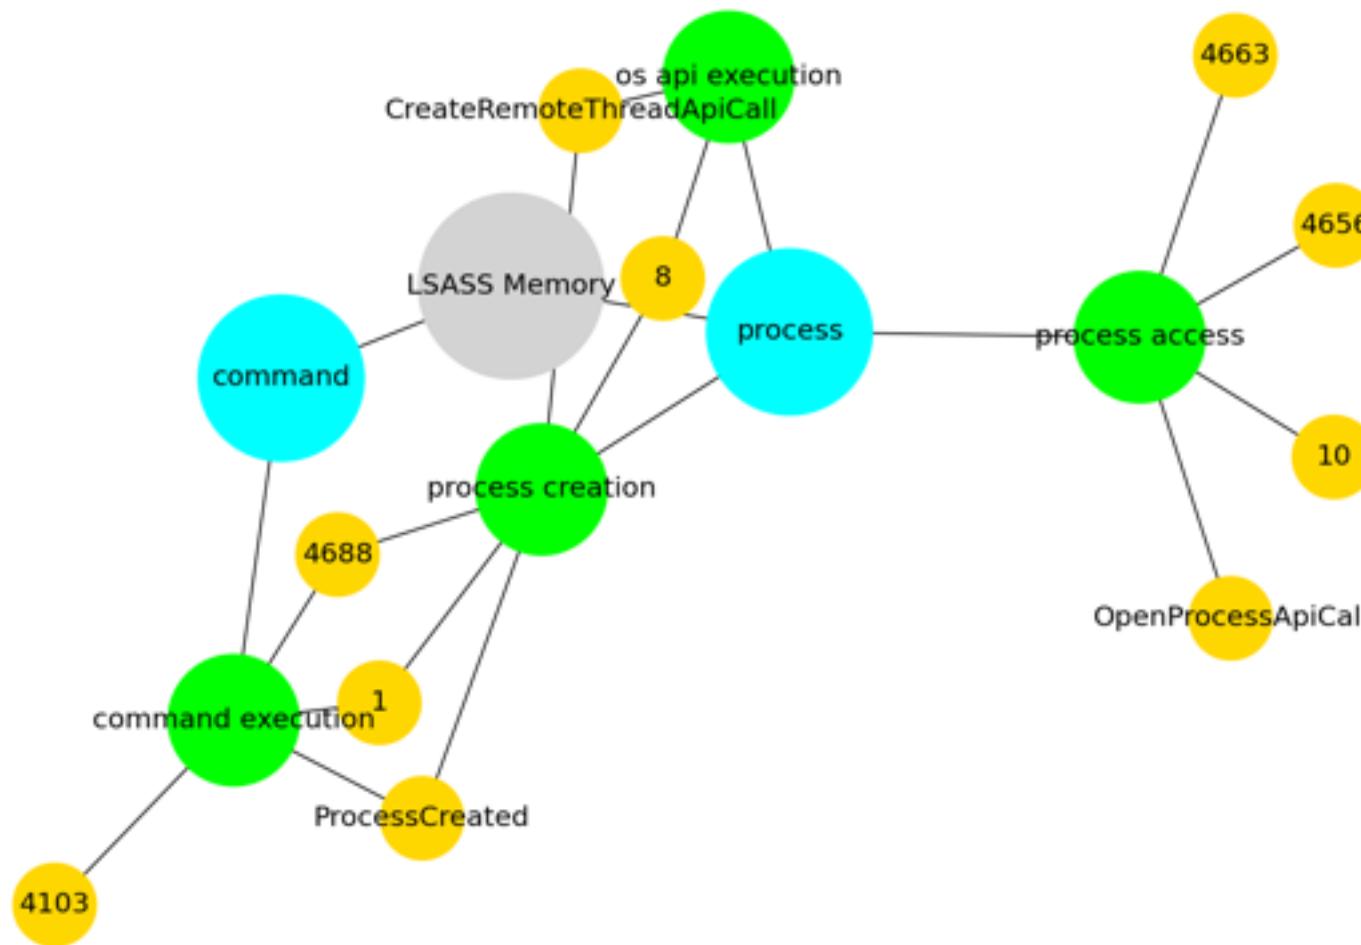 4663
os api execution
CreateRemoteThreadApiCall
4656
8
LSASS Memory
process
process access
command
10
process creation
4688
OpenProcessApiCal
1
command execution
ProcessCreated
4103